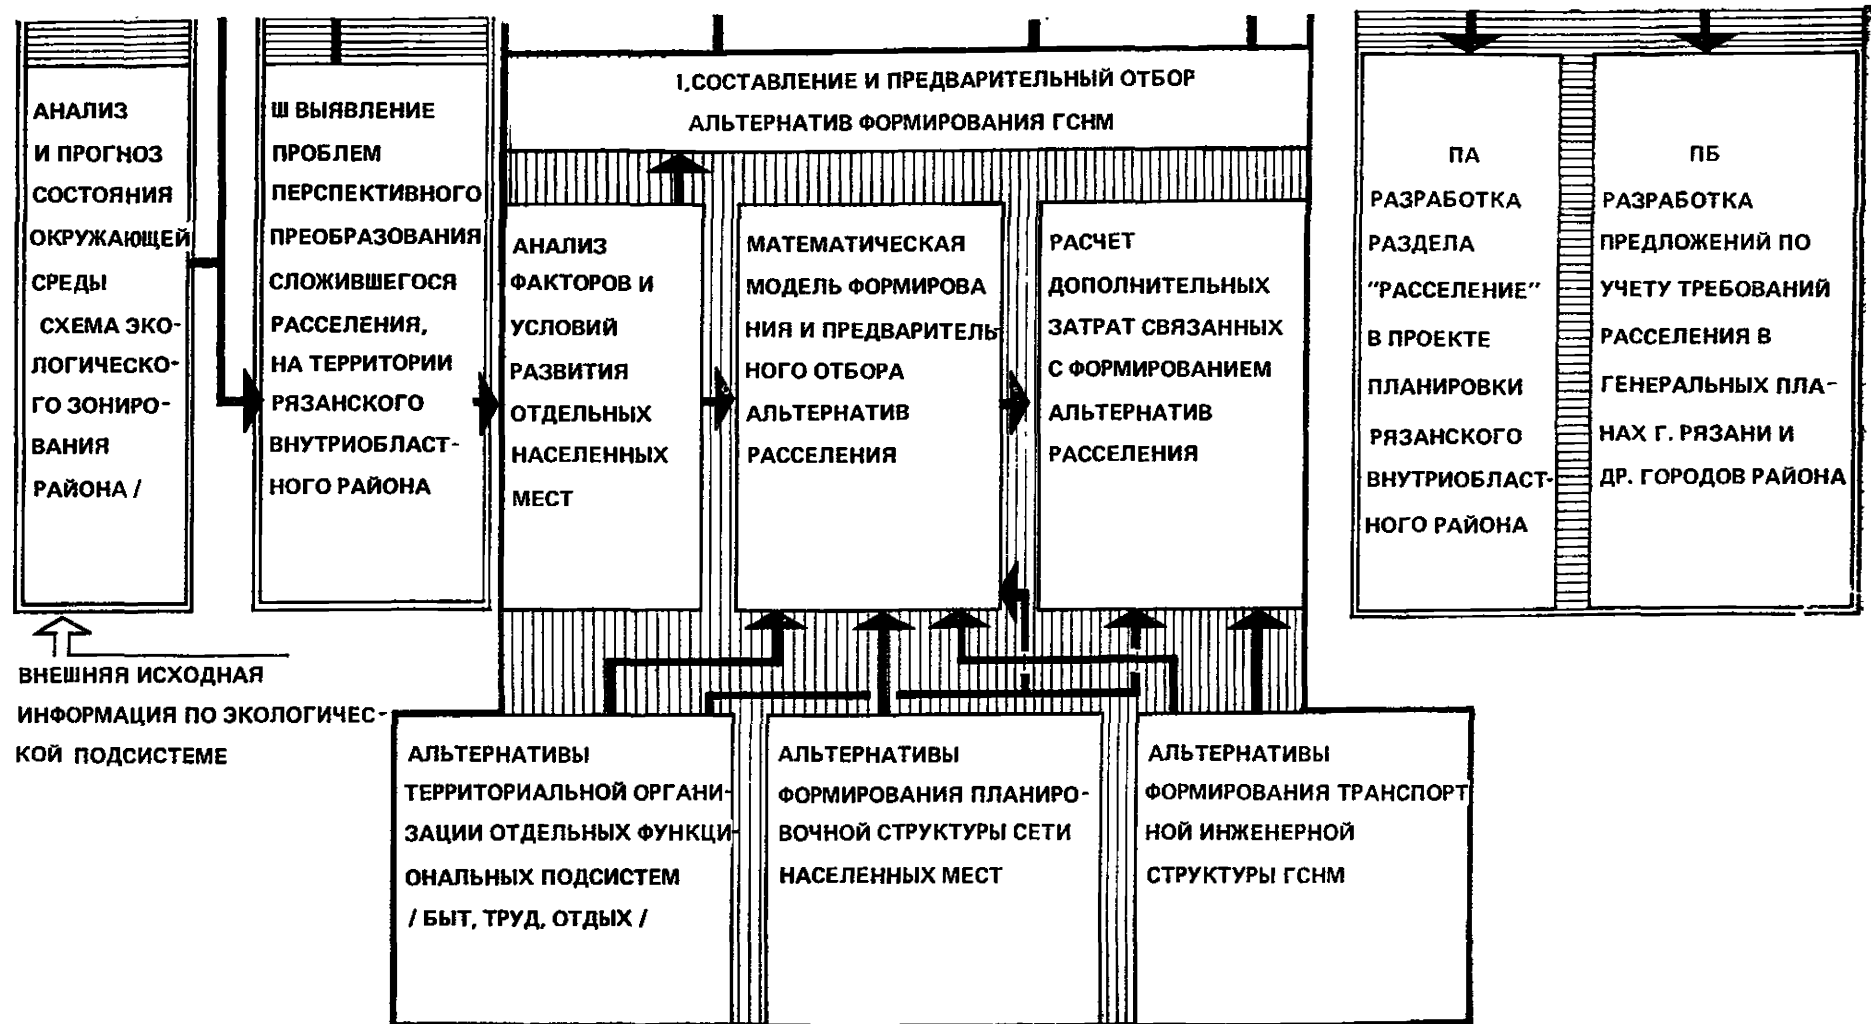 АНАЛИЗ
И ПРОГНОЗ
СОСТОЯНИЯ
ОКРУЖАЮЩЕЙ
СРЕДЫ
СХЕМА ЭКО-
ЛОГИЧЕСКО-
ГО ЗОНИРО-
ВАНИЯ
РАЙОНА /
ВНЕШНЯЯ ИСХОДНАЯ
ИНФОРМАЦИЯ ПО ЭКОЛОГИЧЕС-
КОЙ ПОДСИСТЕМЕ
Ш ВЫЯВЛЕНИЕ
ПРОБЛЕМ
ПЕРСПЕКТИВНОГО
ПРЕОБРАЗОВАНИЯ
СЛОЖИВШЕГОСЯ
РАССЕЛЕНИЯ,
НА ТЕРРИТОРИИ
РЯЗАНСКОГО
ВНУТРИОБЛАСТ-
НОГО РАЙОНА
I.СОСТАВЛЕНИЕ И ПРЕДВАРИТЕЛЬНЫЙ ОТБОР
АЛЬТЕРНАТИВ ФОРМИРОВАНИЯ ГСНМ
АНАЛИЗ
ФАКТОРОВ И
УСЛОВИЙ
РАЗВИТИЯ
ОТДЕЛЬНЫХ
НАСЕЛЕННЫХ
МЕСТ
МАТЕМАТИЧЕСКАЯ
МОДЕЛЬ ФОРМИРОВА
НИЯ И ПРЕДВАРИТЕЛЬ
НОГО ОТБОРА
АЛЬТЕРНАТИВ
РАССЕЛЕНИЯ
РАСЧЕТ
ДОПОЛНИТЕЛЬНЫХ
ЗАТРАТ СВЯЗАННЫХ
С ФОРМИРОВАНИЕМ
АЛЬТЕРНАТИВ
РАССЕЛЕНИЯ
АЛЬТЕРНАТИВЫ
ТЕРРИТОРИАЛЬНОЙ ОРГАНИ-
ЗАЦИИ ОТДЕЛЬНЫХ ФУНКЦИ-
ОНАЛЬНЫХ ПОДСИСТЕМ
/ БЫТ, ТРУД, ОТДЫХ /
АЛЬТЕРНАТИВЫ
ФОРМИРОВАНИЯ ПЛАНИРО-
ВОЧНОЙ СТРУКТУРЫ СЕТИ
НАСЕЛЕННЫХ МЕСТ
АЛЬТЕРНАТИВЫ
ФОРМИРОВАНИЯ ТРАНСПОРТ
НОЙ ИНЖЕНЕРНОЙ
СТРУКТУРЫ ГСНМ
ПА
РАЗРАБОТКА
РАЗДЕЛА
"РАССЕЛЕНИЕ"
В ПРОЕКТЕ
ПЛАНИРОВКИ
РЯЗАНСКОГО
ВНУТРИОБЛАСТ-
НОГО РАЙОНА
ПБ
РАЗРАБОТКА
ПРЕДЛОЖЕНИЙ ПО
УЧЕТУ ТРЕБОВАНИЙ
РАССЕЛЕНИЯ В
ГЕНЕРАЛЬНЫХ ПЛА-
НАХ Г. РЯЗАНИ И
ДР. ГОРОДОВ РАЙОНА